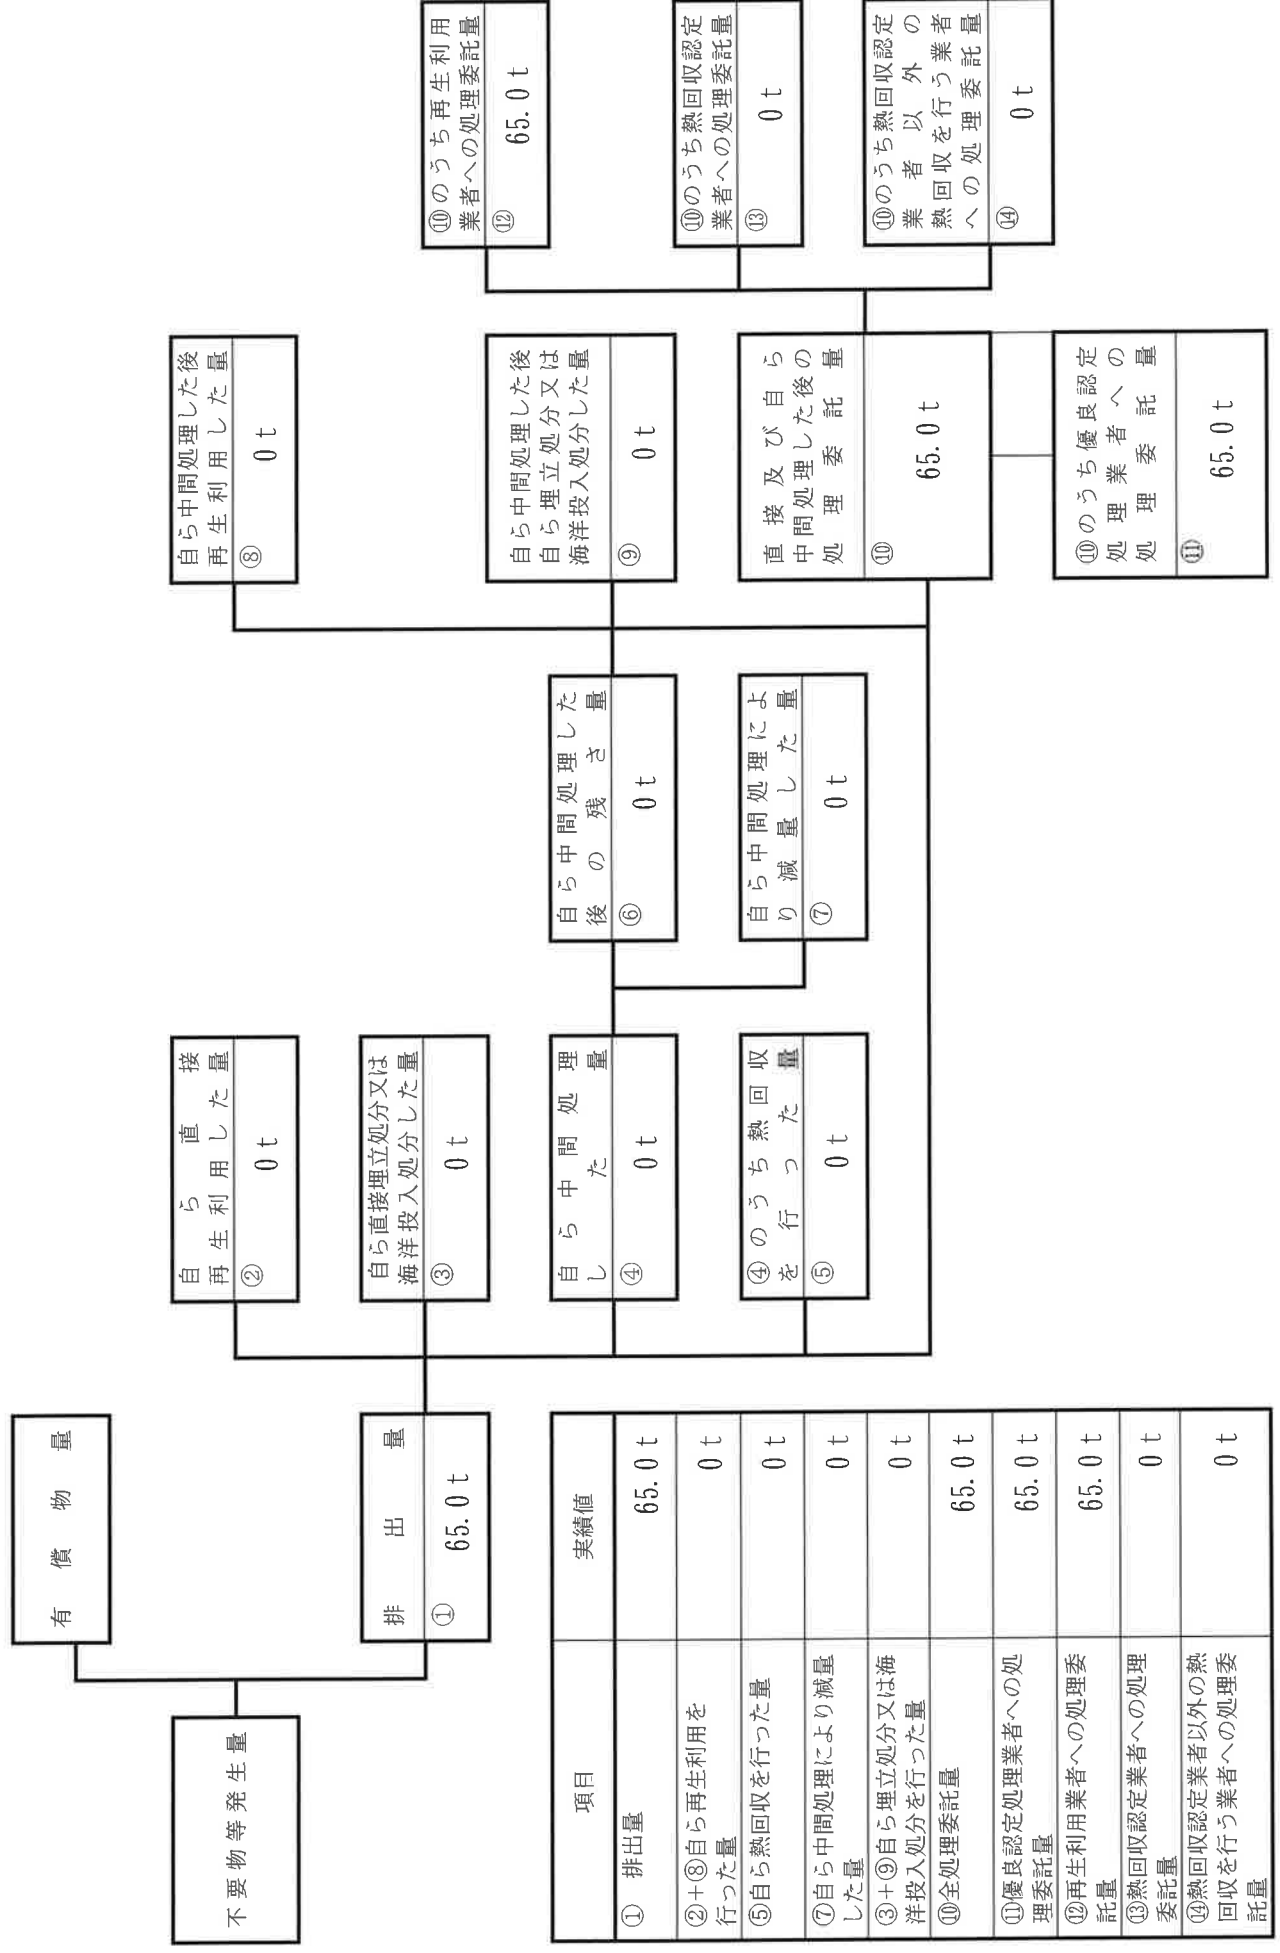 有償物量
不要物等発生量
排出量
① 65.0t
自ら直接
再生利用した量
② 0t
自ら直接埋立処分又は
海洋投入処分した量
③ 0t
自ら中間処理
した量
④ 0t
④のうち熱回収
を行った量
⑤ 0t
自ら中間処理した
後の残さ量
⑥ 0t
自ら中間処理によ
り減量した量
⑦ 0t
自ら中間処理した後
再生利用した量
⑧ 0t
自ら中間処理した後
自ら埋立処分又は
海洋投入処分した量
⑨ 0t
直接及び自ら
中間処理した後の
処理委託量
⑩ 65.0t
⑩のうち優良認定
処理業者への
処理委託量
⑪ 65.0t
⑩のうち再生利用
業者への処理委託量
⑫ 65.0t
⑩のうち熱回収認定
業者への処理委託量
⑬ 0t
⑩のうち熱回収認定
業者以外の
熱回収を行う業者
への処理委託量
⑭ 0t
項目 実績値
① 排出量 65.0t
②+⑧自ら再生利用を
行った量 0t
⑤自ら熱回収を行った量 0t
⑦自ら中間処理により減量
した量 0t
③+⑨自ら埋立処分又は海
洋投入処分を行った量 0t
⑩全処理委託量 65.0t
⑪優良認定処理業者への処
理委託量 65.0t
⑫再生利用業者への処理委
託量 65.0t
⑬熱回収認定業者への処理
委託量 0t
⑭熱回収認定業者以外の熱
回収を行う業者への処理委
託量 0t